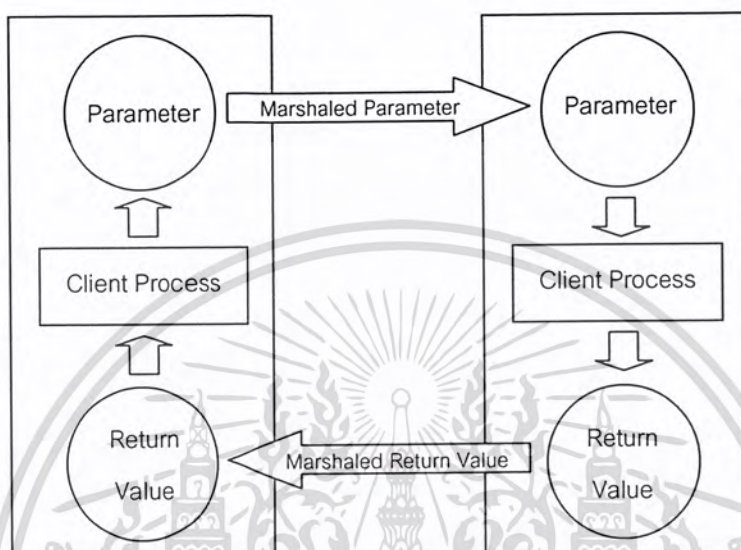 Parameter
Marshaled Parameter
Parameter
Client Process
Client Process
Return
Value
Marshaled Return Value
Return
Value